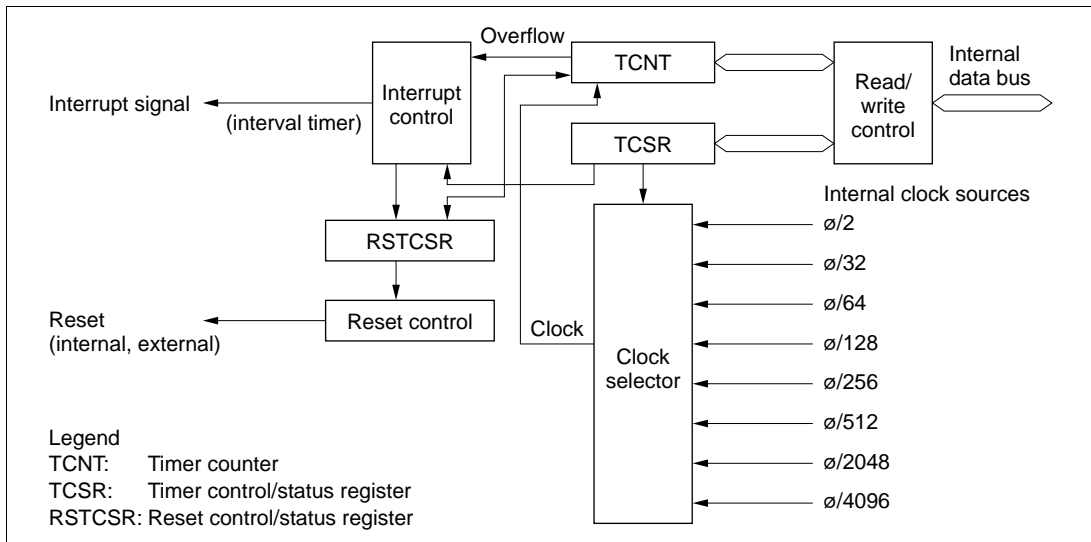 Overflow
TCNT
Internal
data bus
Interrupt signal
(interval timer)
Interrupt
control
Read/
write
control
TCSR
Internal clock sources
RSTCSR
ø/2
ø/32
ø/64
Reset
(internal, external)
Reset control
Clock
ø/128
Clock
selector
ø/256
ø/512
ø/2048
ø/4096
Legend
TCNT: Timer counter
TCSR: Timer control/status register
RSTCSR: Reset control/status register